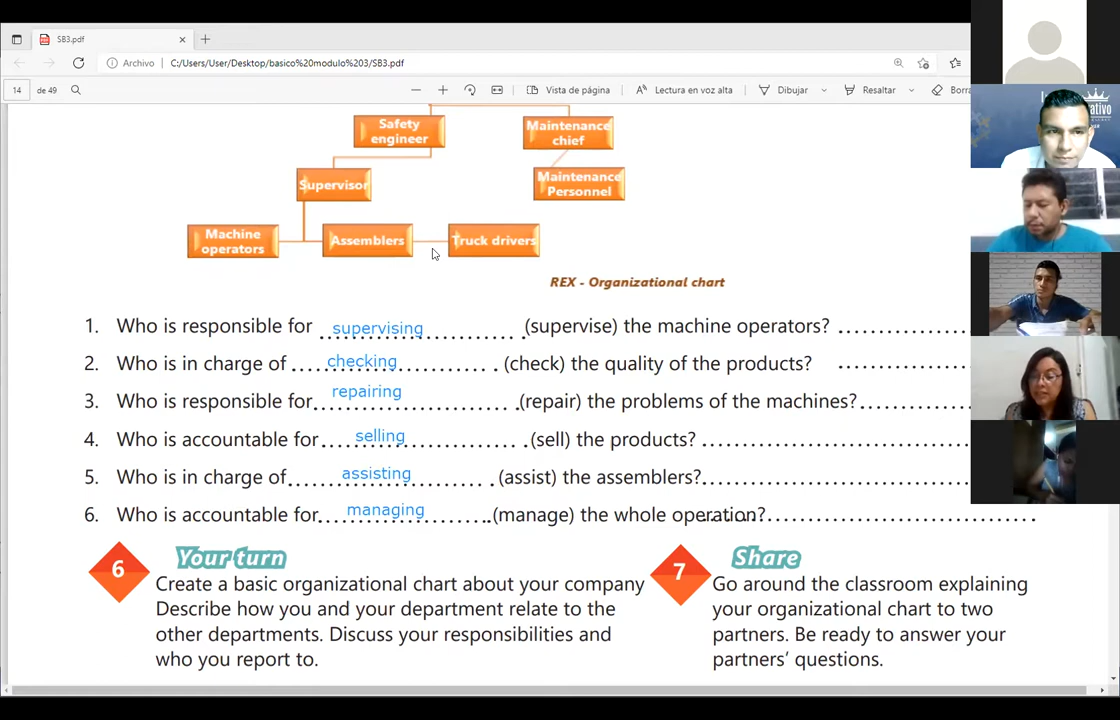 SB3.pdf
Archivo C:/Users/User/Desktop/basico%20modulo%203/SB3.pdf
14 de 49 Vista de página Lectura en voz alta Dibujar Resaltar Borra
Safety engineer
Maintenance chief
Supervisor
Maintenance Personnel
Machine operators
Assemblers
Truck drivers
REX - Organizational chart
1. Who is responsible for supervising (supervise) the machine operators?
2. Who is in charge of checking (check) the quality of the products?
3. Who is responsible for repairing (repair) the problems of the machines?
4. Who is accountable for selling (sell) the products?
5. Who is in charge of assisting (assist) the assemblers?
6. Who is accountable for managing (manage) the whole operation?
6 Your turn
Create a basic organizational chart about your company
Describe how you and your department relate to the
other departments. Discuss your responsibilities and
who you report to.
7 Share
Go around the classroom explaining
your organizational chart to two
partners. Be ready to answer your
partners' questions.